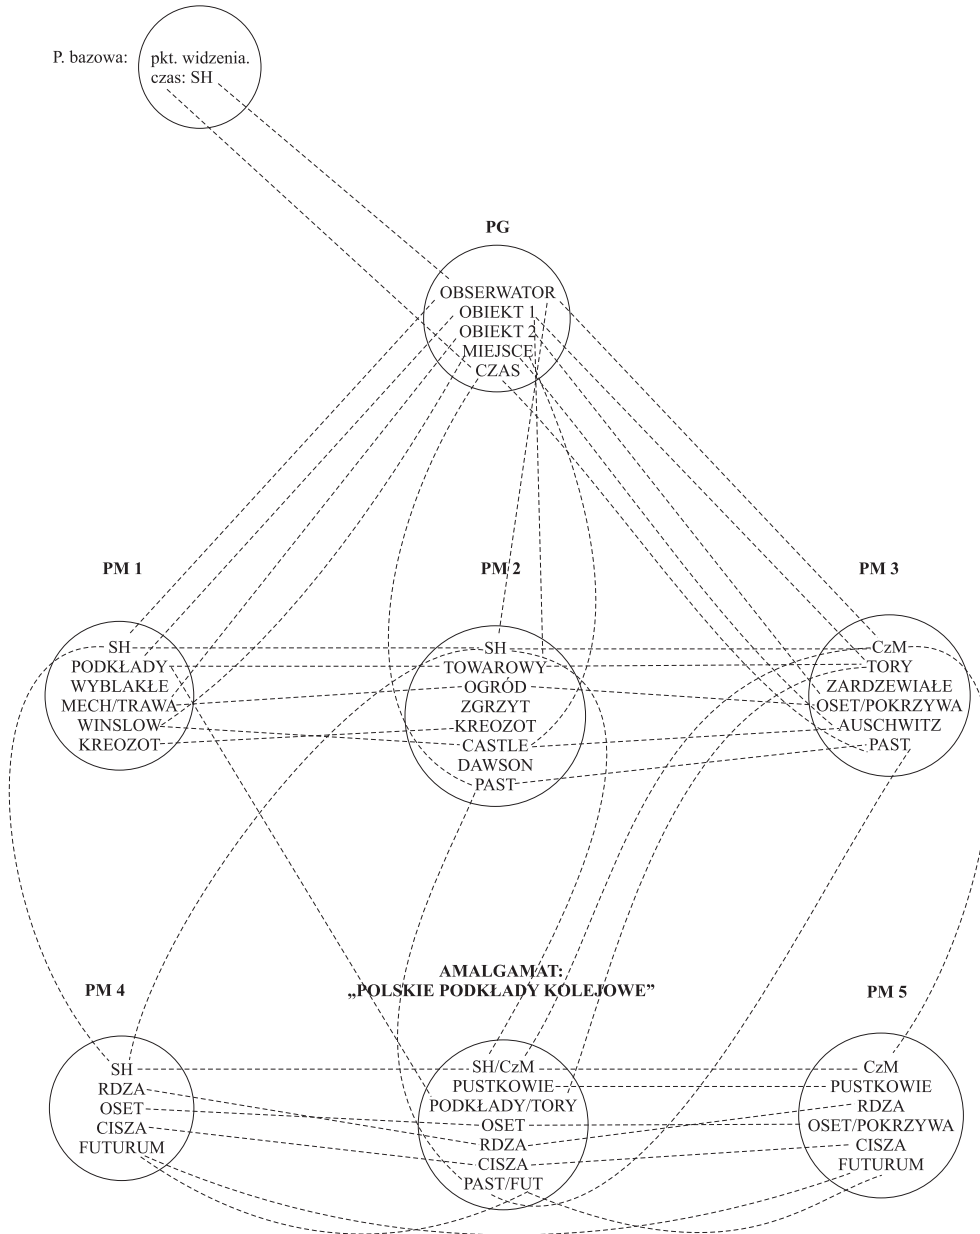 P. bazowa:
pkt. widzenia.
czas: SH
PG
OBSERWATOR
OBIEKT 1
OBIEKT 2
MIEJSCE
CZAS
PM 1
SH
PODKŁADY
WYBLAKŁE
MECH/TRAWA
WINSLOW
KREOZOT
PM 2
SH
TOWAROWY
OGRÓD
ZGRZYT
KREOZOT
CASTLE
DAWSON
PAST
PM 3
CzM
TORY
ZARDZEWIAŁE
OSET/POKRZYWA
AUSCHWITZ
PAST
PM 4
SH
RDZA
OSET
CISZA
FUTURUM
AMALGAMAT:
„POLSKIE PODKŁADY KOLEJOWE”
SH/CzM
PUSTKOWIE
PODKŁADY/TORY
OSET
RDZA
CISZA
PAST/FUT
PM 5
CzM
PUSTKOWIE
RDZA
OSET/POKRZYWA
CISZA
FUTURUM